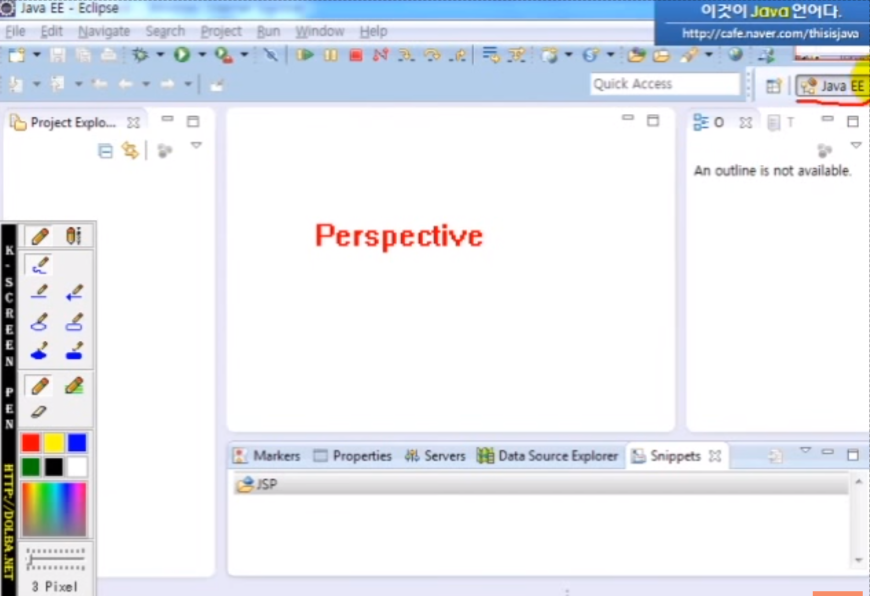 Java EE - Eclipse
이것이 Java 언어다.
http://cafe.naver.com/thisisjava
File Edit Source Refactor Navigate Search Project Run Window Help
Quick Access
Java EE
Project Explo...
O
T
An outline is not available.
Perspective
K-SCREEN PEN HTTP://DOLBA.NET
3 Pixel
Markers Properties Servers Data Source Explorer Snippets
JSP